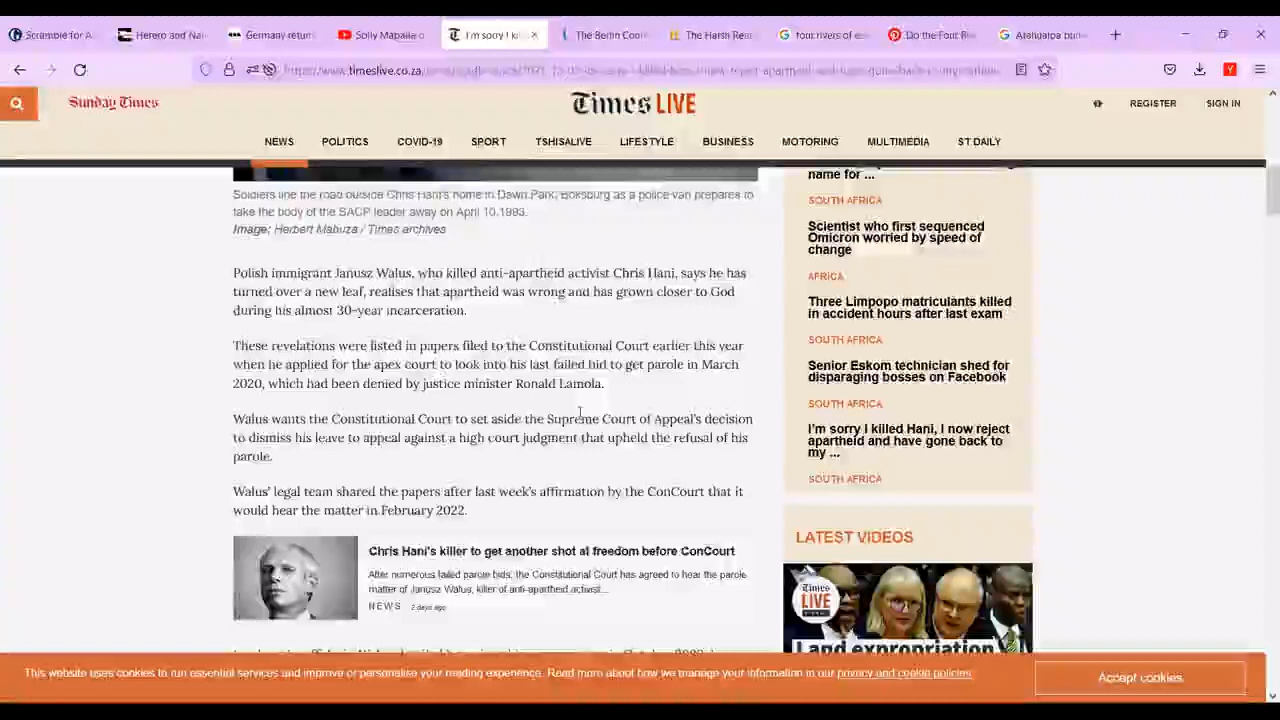 Scramble for A
Herero and Na
Germany return
Solly Mapaila o
I'm sorry I k
The Berlin Con
The Harsh Rea
four rivers of e
Do the Four Riv
Atahualpa
https://www.timeslive.co.za
Sunday Times
Times LIVE
REGISTER
SIGN IN
NEWS
POLITICS
COVID-19
SPORT
TSHISALIVE
LIFESTYLE
BUSINESS
MOTORING
MULTIMEDIA
ST DAILY
Soldiers line the road outside Chris Hani's home in Dawn Park, Boksburg as a police van prepares to
take the body of the SACP leader away on April 10.1993.
Image: Herbert Mabuza / Times archives
Polish immigrant Janusz Walus, who killed anti-apartheid activist Chris Hani, says he has
turned over a new leaf, realises that apartheid was wrong and has grown closer to God
during his almost 30-year incarceration.
These revelations were listed in papers filed to the Constitutional Court earlier this year
when he applied for the apex court to look into his last failed bid to get parole in March
2020, which had been denied by justice minister Ronald Lamola.
Walus wants the Constitutional Court to set aside the Supreme Court of Appeal's decision
to dismiss his leave to appeal against a high court judgment that upheld the refusal of his
parole.
Walus' legal team shared the papers after last week's affirmation by the ConCourt that it
would hear the matter in February 2022.
Chris Hani's killer to get another shot at freedom before ConCourt
After numerous failed parole bids, the Constitutional Court has agreed to hear the parole
matter of Janusz Walus, killer of anti-apartheid activist...
NEWS 2 days ago
name for ...
SOUTH AFRICA
Scientist who first sequenced
Omicron worried by speed of
change
AFRICA
Three Limpopo matriculants killed
in accident hours after last exam
SOUTH AFRICA
Senior Eskom technician shed for
disparaging bosses on Facebook
SOUTH AFRICA
I'm sorry I killed Hani, I now reject
apartheid and have gone back to
my ...
SOUTH AFRICA
LATEST VIDEOS
Times
LIVE
Land expropriation
This website uses cookies to run essential services and improve or personalise your reading experience. Read more about how we manage your information in our privacy and cookie policies.
Accept cookies.